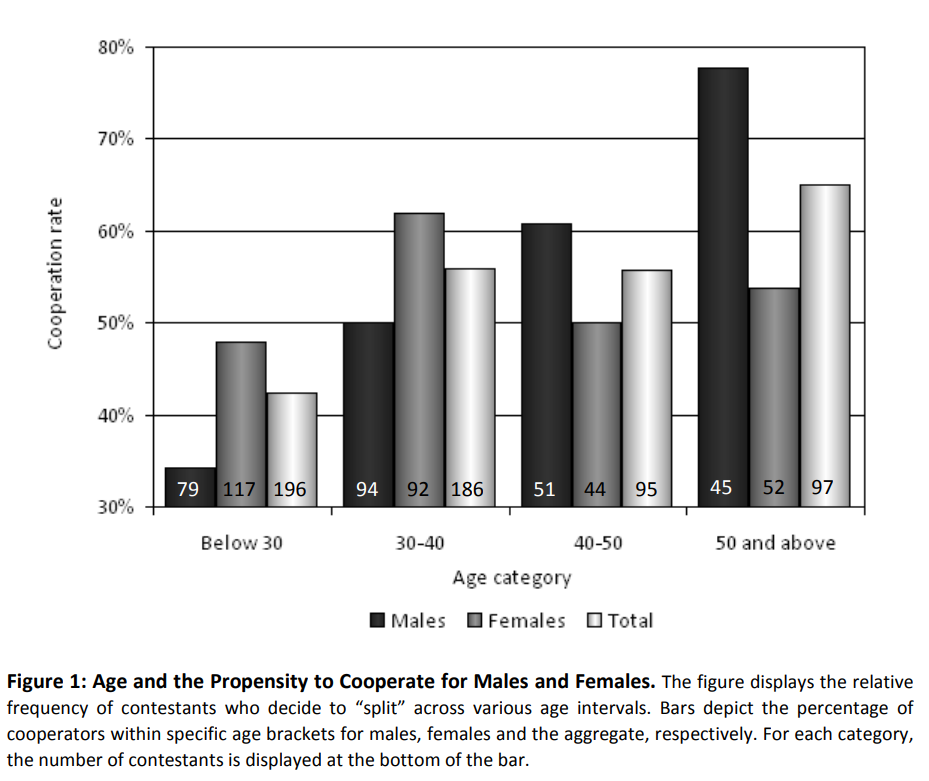 80%
70%
60%
50%
40%
30%
Cooperation rate
79 117 196 94 92 186 51 44 95 45 52 97
Below 30 30-40 40-50 50 and above
Age category
Males Females Total
Figure 1: Age and the Propensity to Cooperate for Males and Females. The figure displays the relative
frequency of contestants who decide to “split” across various age intervals. Bars depict the percentage of
cooperators within specific age brackets for males, females and the aggregate, respectively. For each category,
the number of contestants is displayed at the bottom of the bar.